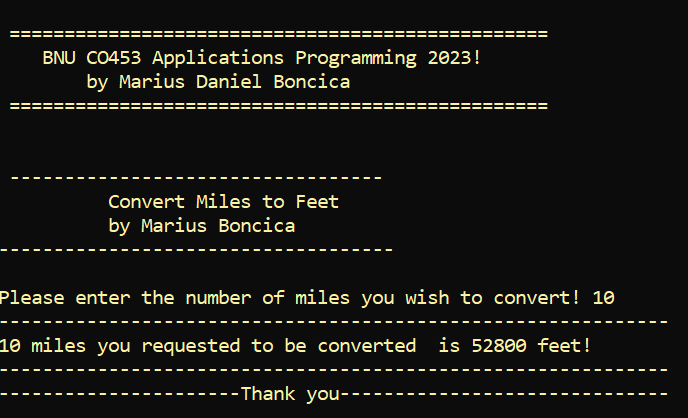 =================================================
BNU CO453 Applications Programming 2023!
by Marius Daniel Boncica
=================================================
----------------------------------
Convert Miles to Feet
by Marius Boncica
------------------------------------
Please enter the number of miles you wish to convert! 10
-------------------------------------------------------------
10 miles you requested to be converted  is 52800 feet!
-------------------------------------------------------------
----------------------Thank you------------------------------